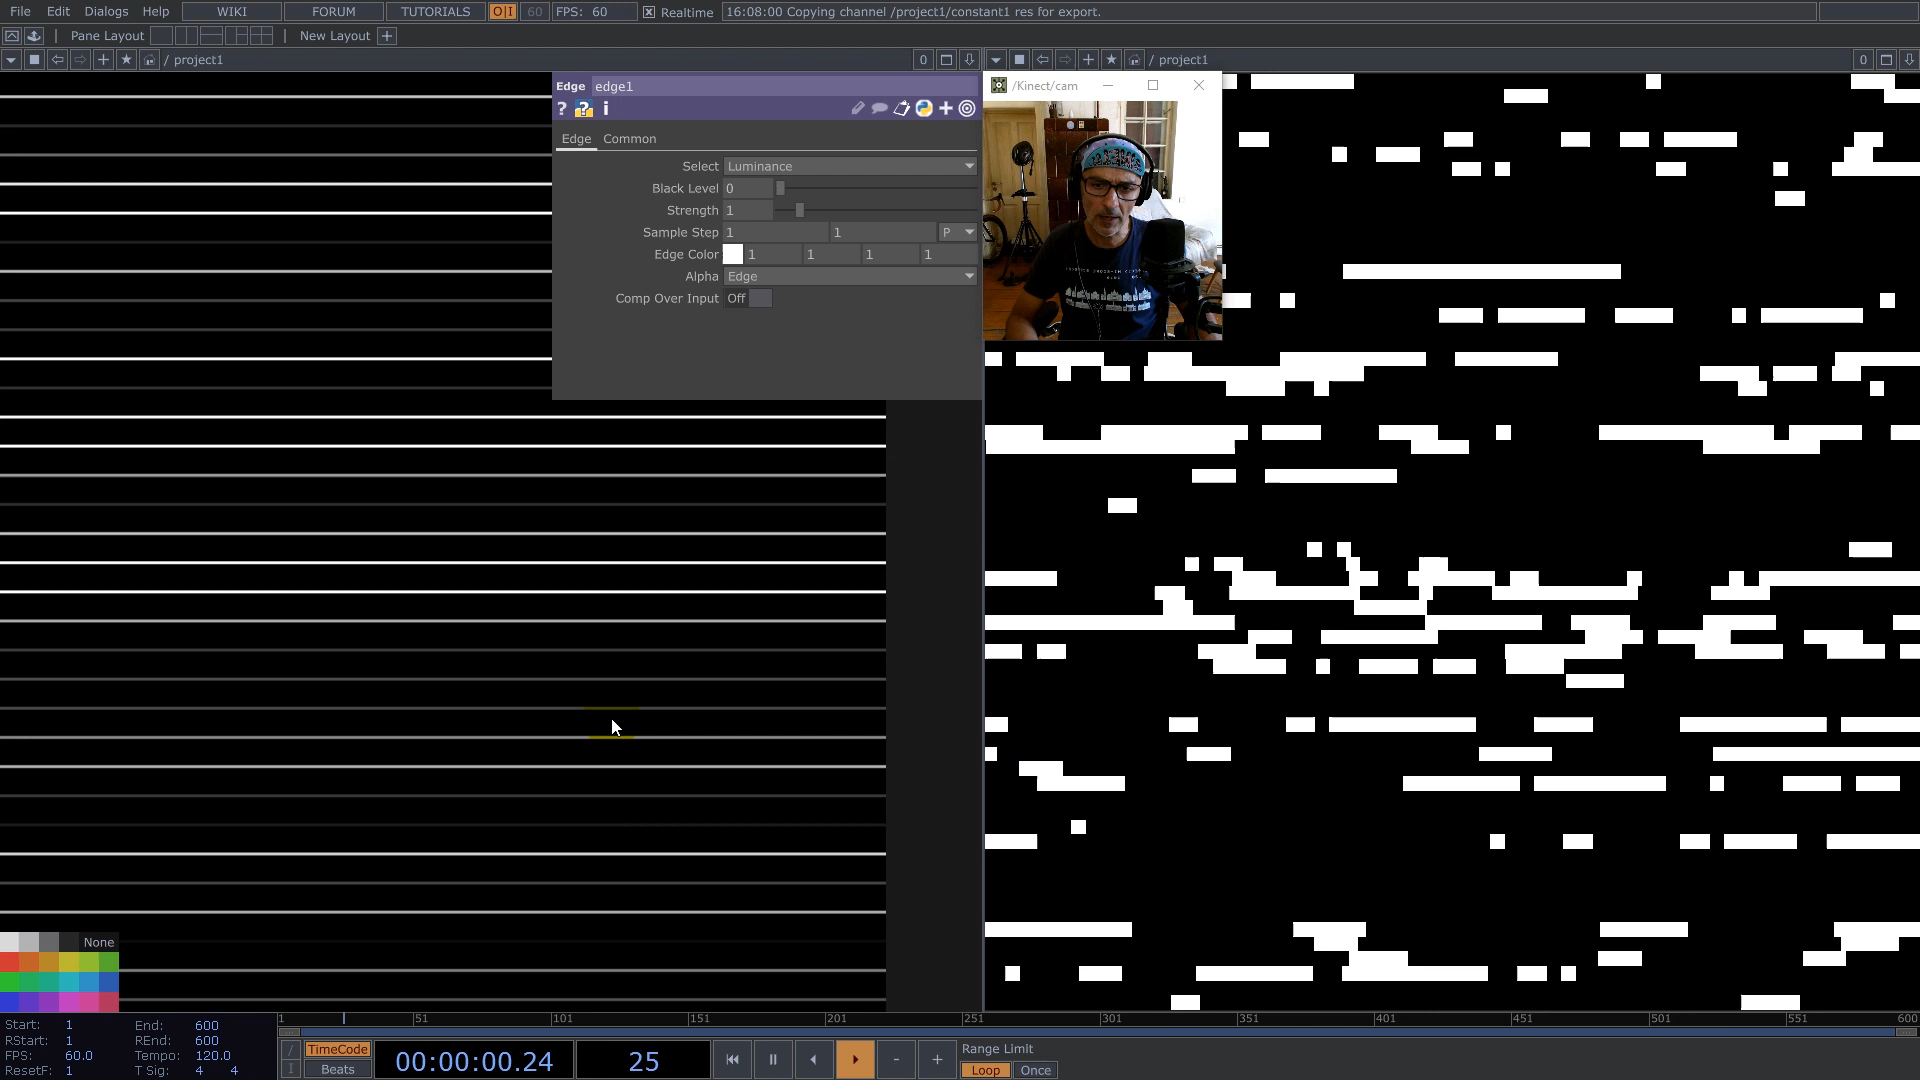 File Edit Dialogs Help WIKI FORUM TUTORIALS O|I 60 FPS: 60 Realtime 16:08:00 Copying channel /project1/constant1 res for export.
Pane Layout New Layout
0 / project1
0 / project1
Edge edge1
/Kinect/cam
? ? i
Edge Common
Select Luminance
Black Level 0
Strength 1
Sample Step 1 1 P
Edge Color 1 1 1 1
Alpha Edge
Comp Over Input Off
None
1 51 101 151 201 251 301 351 401 451 501 551 600
Start: 1 End: 600
RStart: 1 REnd: 600
FPS: 60.0 Tempo: 120.0
ResetF: 1 T Sig: 4 4
TimeCode
Beats
00:00:00.24 25
Range Limit
Loop Once